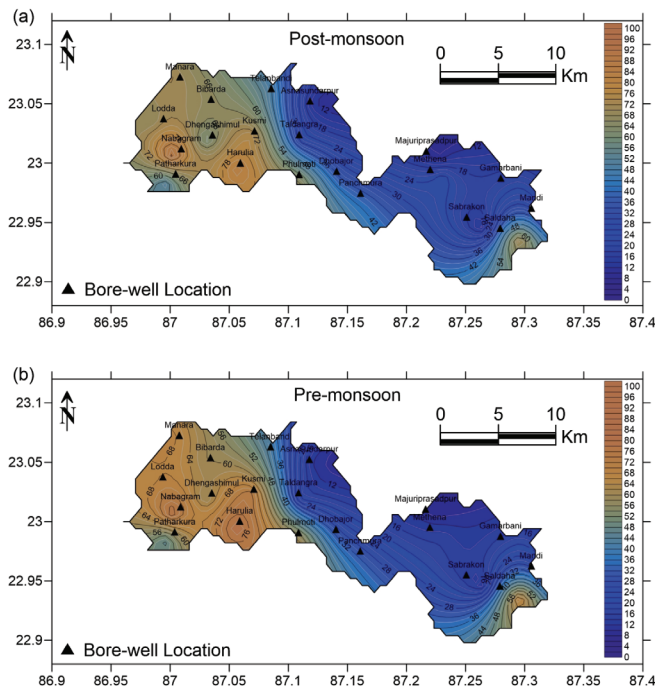 (a)
Post-monsoon
N
0 5 10
Km
Manara
Telanbandi
Bibarda
Lodda
Dhengashimul
Kusmi
Taldangra
Nabagram
Harulia
Patharkura
Phulmoti
Dhobajor
Panchmura
Majuriprasadpur
Methena
Gamarbani
Mandi
Sabrakon
Baldaha
Bore-well Location
23.1
23.05
23
22.95
22.9
86.9 86.95 87 87.05 87.1 87.15 87.2 87.25 87.3 87.35 87.4
100
96
92
88
84
80
76
72
68
64
60
56
52
48
44
40
36
32
28
24
20
16
12
8
4
0
(b)
Pre-monsoon
N
0 5 10
Km
Manara
Telanbandi
Bibarda
Lodda
Dhengashimul
Kusmi
Taldangra
Nabagram
Harulia
Patharkura
Phulmoti
Dhobajor
Panchmura
Majuriprasadpur
Methena
Gamarbani
Mandi
Sabrakon
Baldaha
Bore-well Location
23.1
23.05
23
22.95
22.9
86.9 86.95 87 87.05 87.1 87.15 87.2 87.25 87.3 87.35 87.4
100
96
92
88
84
80
76
72
68
64
60
56
52
48
44
40
36
32
28
24
20
16
12
8
4
0